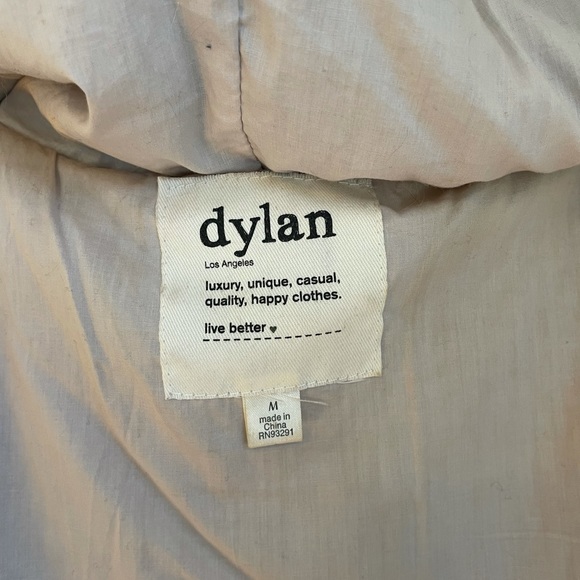 dylan
Los Angeles
luxury, unique, casual,
quality, happy clothes.
live better
M
made in
China
RN93291